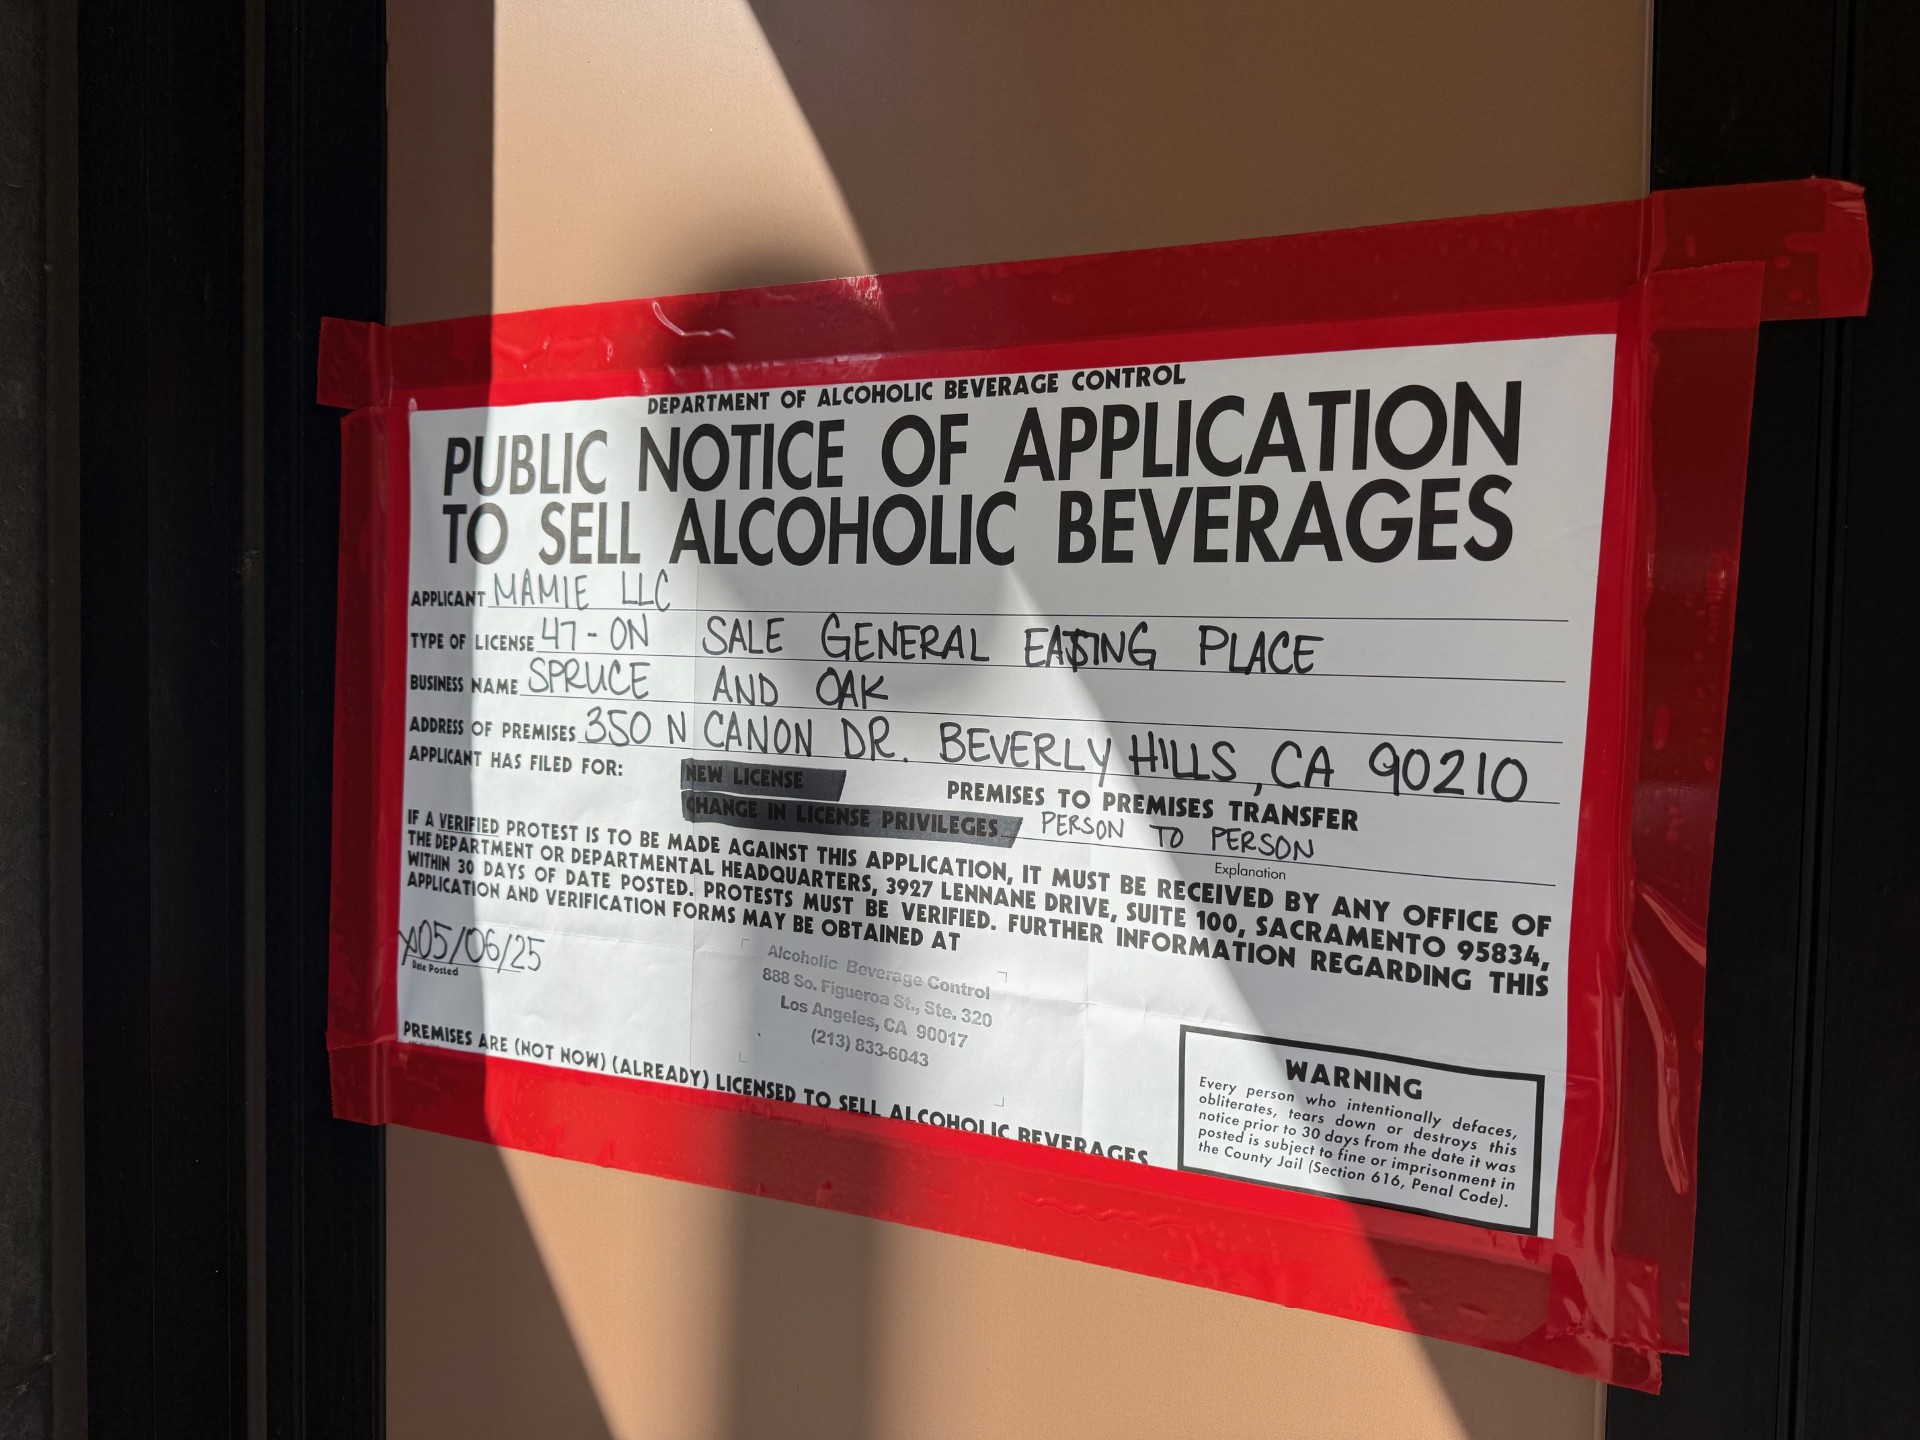 DEPARTMENT OF ALCOHOLIC BEVERAGE CONTROL
PUBLIC NOTICE OF APPLICATION
TO SELL ALCOHOLIC BEVERAGES
APPLICANT MAMIE LLC
TYPE OF LICENSE 47 - ON SALE GENERAL EATING PLACE
BUSINESS NAME SPRUCE AND OAK
ADDRESS OF PREMISES 350 N CANON DR. BEVERLY HILLS, CA 90210
APPLICANT HAS FILED FOR: NEW LICENSE PREMISES TO PREMISES TRANSFER
CHANGE IN LICENSE PRIVILEGES PERSON TO PERSON
Explanation
IF A VERIFIED PROTEST IS TO BE MADE AGAINST THIS APPLICATION, IT MUST BE RECEIVED BY ANY OFFICE OF
THE DEPARTMENT OR DEPARTMENTAL HEADQUARTERS, 3927 LENNANE DRIVE, SUITE 100, SACRAMENTO 95834,
WITHIN 30 DAYS OF DATE POSTED. PROTESTS MUST BE VERIFIED. FURTHER INFORMATION REGARDING THIS
APPLICATION AND VERIFICATION FORMS MAY BE OBTAINED AT
x05/06/25
Date Posted
Alcoholic Beverage Control
888 So. Figueroa St., Ste. 320
Los Angeles, CA 90017
(213) 833-6043
PREMISES ARE (NOT NOW) (ALREADY) LICENSED TO SELL ALCOHOLIC BEVERAGES
WARNING
Every person who intentionally defaces,
obliterates, tears down or destroys this
notice prior to 30 days from the date it was
posted is subject to fine or imprisonment in
the County Jail (Section 616, Penal Code).